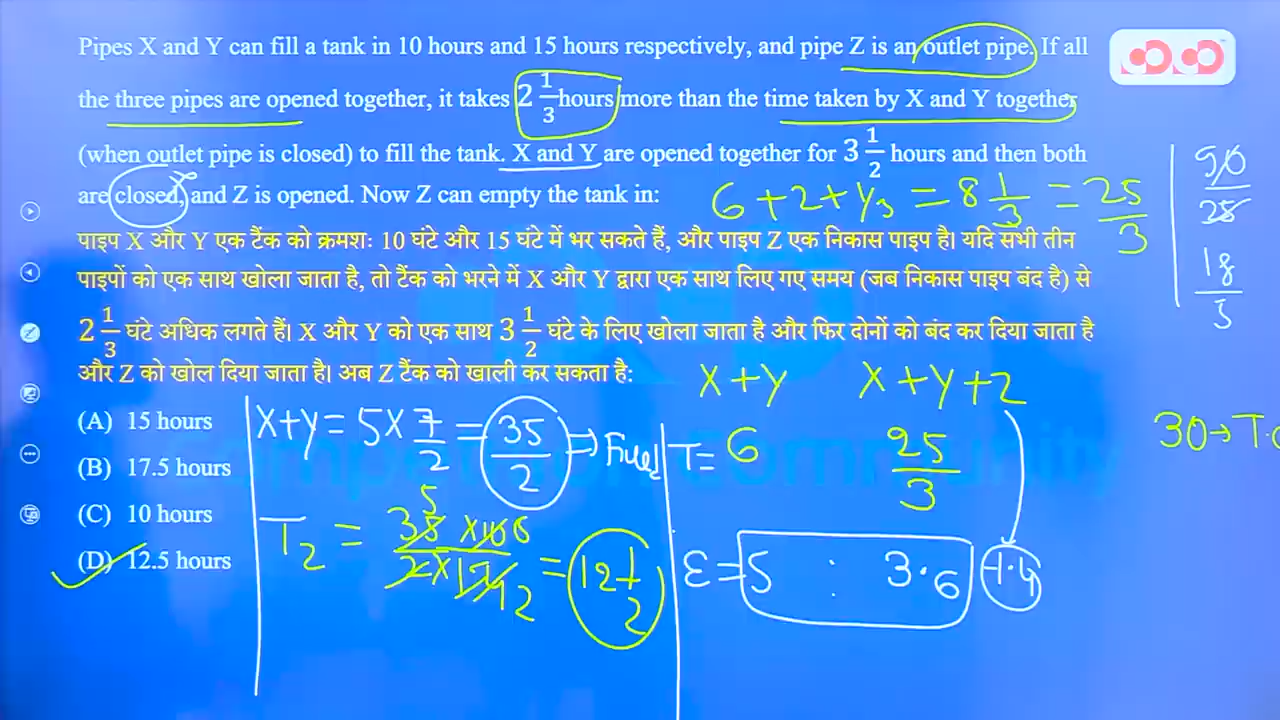 Pipes X and Y can fill a tank in 10 hours and 15 hours respectively, and pipe Z is an outlet pipe. If all
the three pipes are opened together, it takes 2 1/3 hours more than the time taken by X and Y together
(when outlet pipe is closed) to fill the tank. X and Y are opened together for 3 1/2 hours and then both
are closed, and Z is opened. Now Z can empty the tank in:
6 + 2 + 1/3 = 8 1/3 = 25/3
90/25
18/5
पाइप X और Y एक टैंक को क्रमशः 10 घंटे और 15 घंटे में भर सकते हैं, और पाइप Z एक निकास पाइप है। यदि सभी तीन
पाइपों को एक साथ खोला जाता है, तो टैंक को भरने में X और Y द्वारा एक साथ लिए गए समय (जब निकास पाइप बंद है) से
2 1/3 घंटे अधिक लगते हैं। X और Y को एक साथ 3 1/2 घंटे के लिए खोला जाता है और फिर दोनों को बंद कर दिया जाता है
और Z को खोल दिया जाता है। अब Z टैंक को खाली कर सकता है:
(A) 15 hours
(B) 17.5 hours
(C) 10 hours
(D) 12.5 hours
X+Y = 5 × 7/2 = 35/2 → Filled
X+Y X+Y+Z
T = 6 25/3
E = 5 : 3.6 -1.4
30 → T.
= 12 1/2
Community